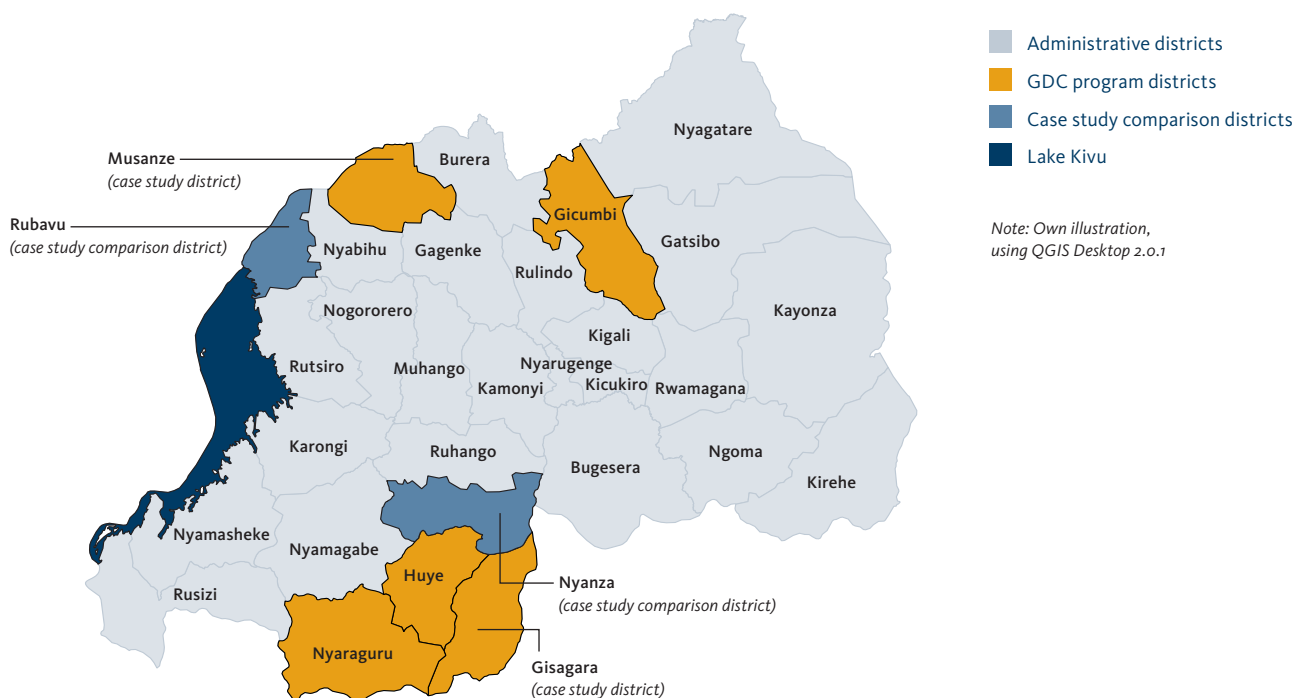 Administrative districts
GDC program districts
Case study comparison districts
Lake Kivu
Note: Own illustration,
using QGIS Desktop 2.0.1
Nyagatare
Musanze
(case study district)
Burera
Rubavu
(case study comparison district)
Gicumbi
Nyabihu
Gagenke
Gatsibo
Rulindo
Nogororero
Kayonza
Kigali
Rutsiro
Muhango
Nyarugenge
Kamonyi
Kicukiro
Rwamagana
Karongi
Ruhango
Bugesera
Ngoma
Kirehe
Nyamasheke
Nyamagabe
Huye
Nyanza
(case study comparison district)
Rusizi
Nyaraguru
Gisagara
(case study district)